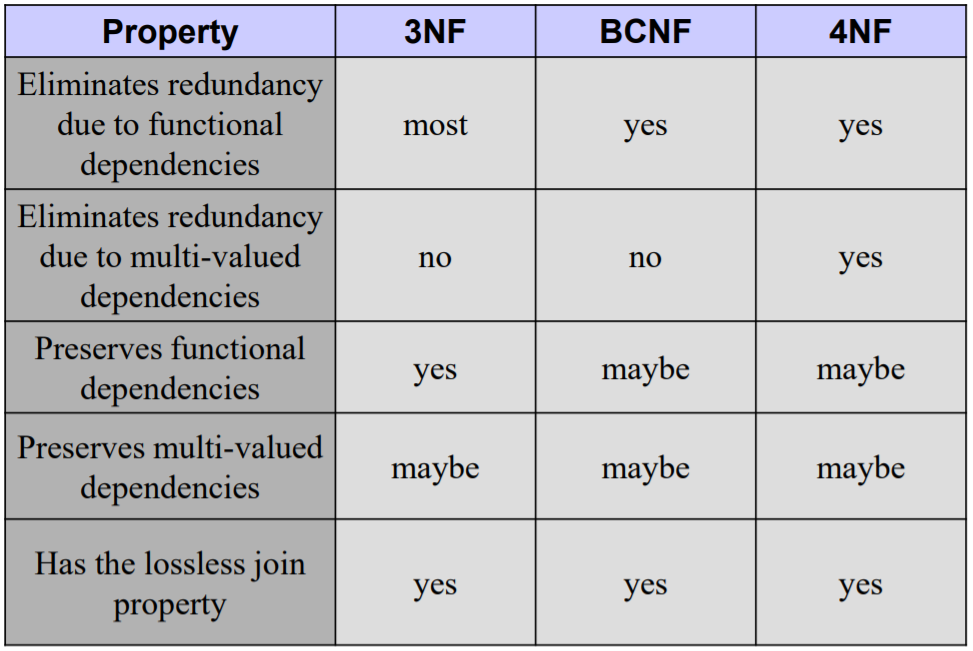 Property 3NF BCNF 4NF
Eliminates redundancy
due to functional
dependencies
most yes yes
Eliminates redundancy
due to multi-valued
dependencies
no no yes
Preserves functional
dependencies
yes maybe maybe
Preserves multi-valued
dependencies
maybe maybe maybe
Has the lossless join
property
yes yes yes